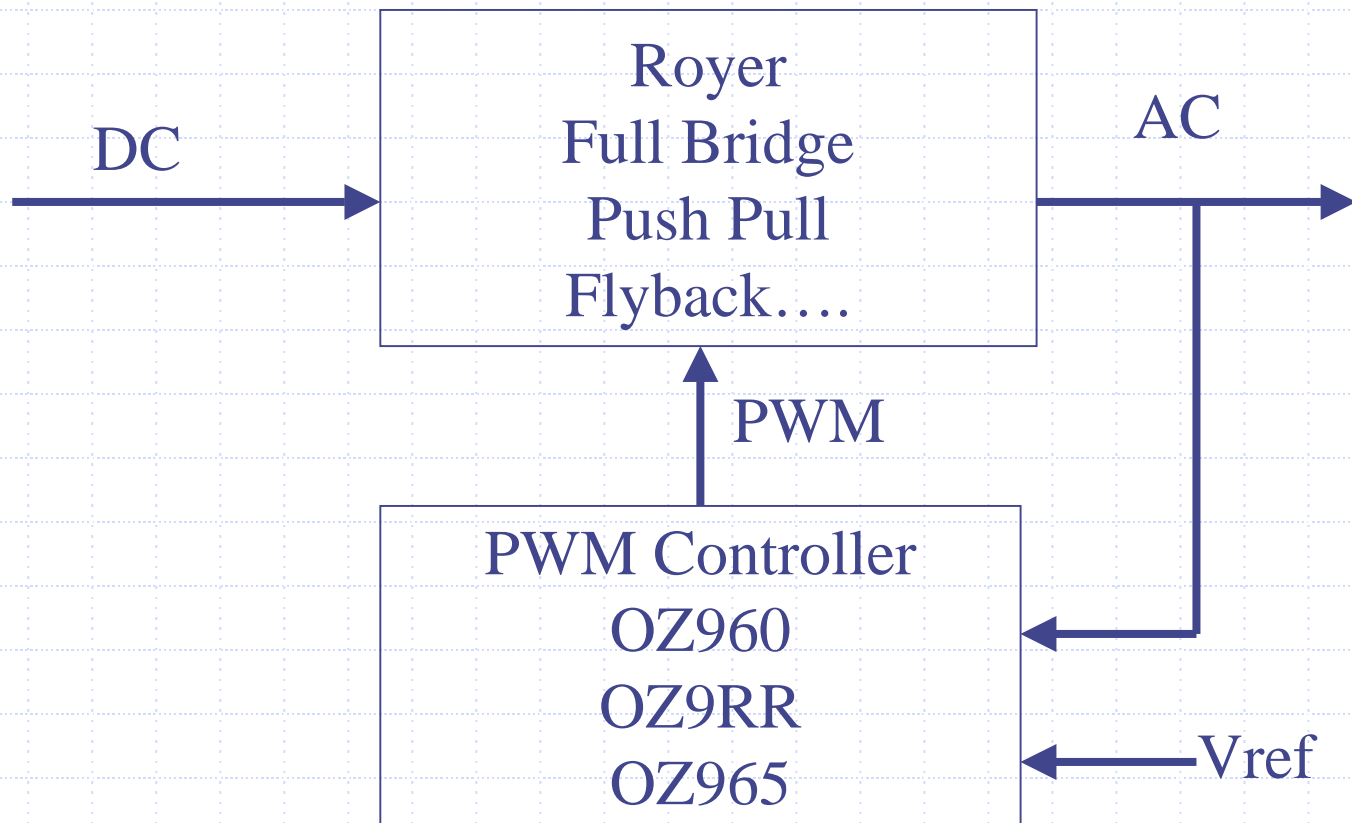 Royer
Full Bridge
Push Pull
Flyback….
DC
AC
PWM
PWM Controller
OZ960
OZ9RR
OZ965
Vref